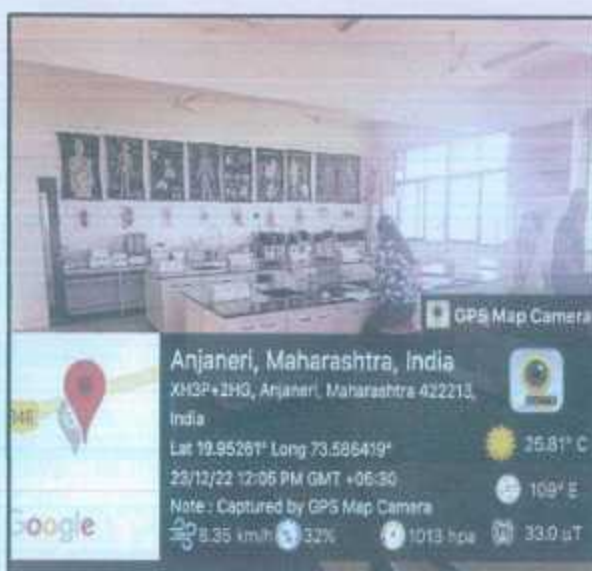 GPS Map Camera
Anjaneri, Maharashtra, India
XH3P+2HG, Anjaneri, Maharashtra 422213,
India
Lat 19.95261° Long 73.586419°
23/12/22 12:05 PM GMT +05:30
Note : Captured by GPS Map Camera
25.81° C
109° E
8.35 km/h
32%
1013 hpa
33.0 µT
Google